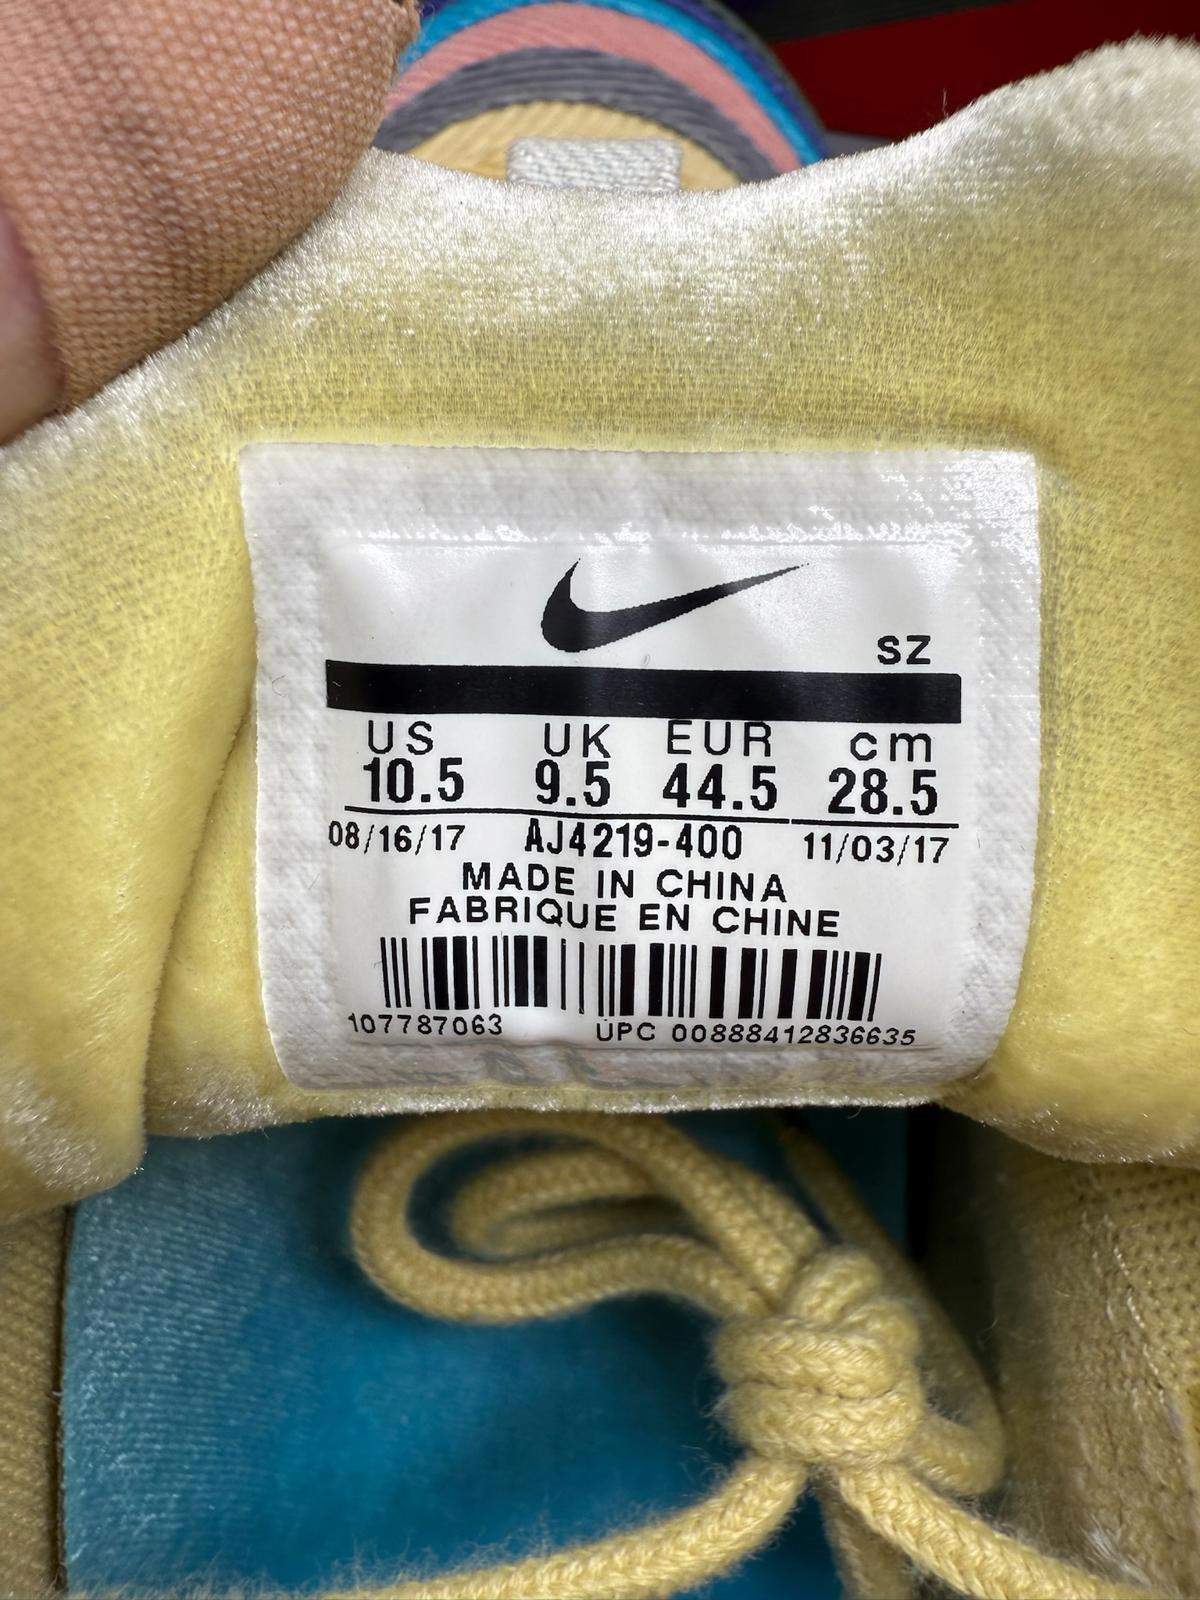 SZ
US UK EUR cm
10.5 9.5 44.5 28.5
08/16/17 AJ4219-400 11/03/17
MADE IN CHINA
FABRIQUE EN CHINE
107787063 UPC 00888412836635